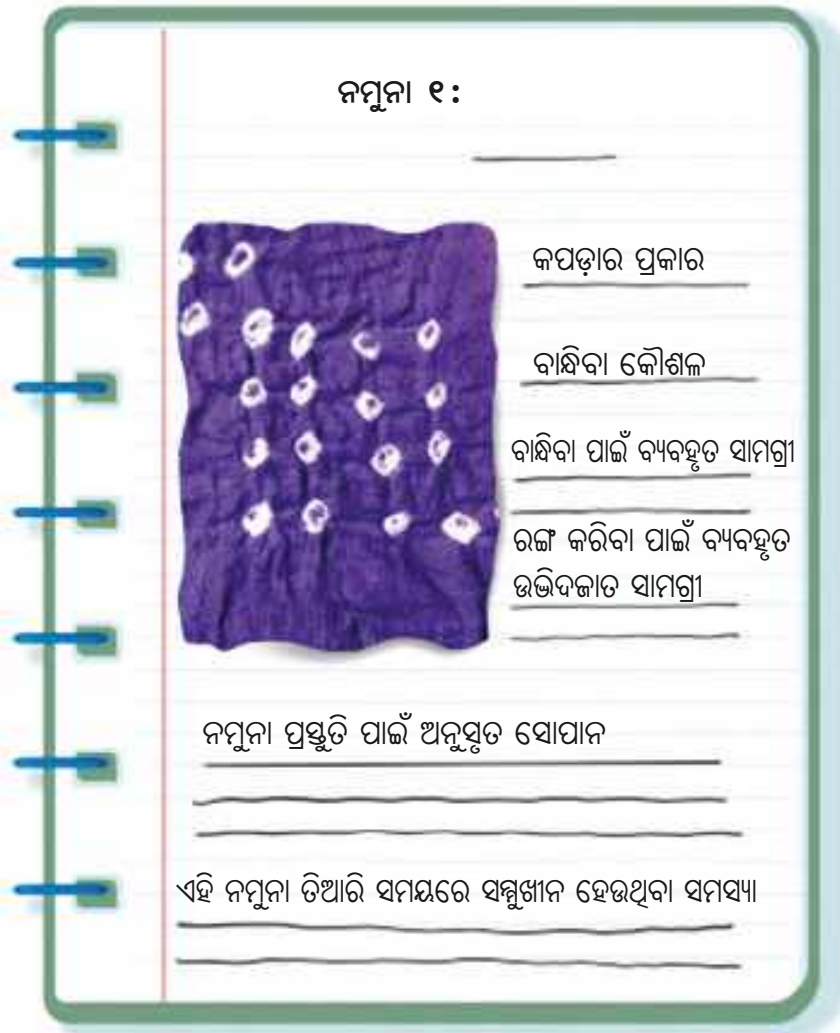 ନମୁନା ୧:
କପଡ଼ାର ପ୍ରକାର
ବାନ୍ଧିବା କୌଶଳ
ବାନ୍ଧିବା ପାଇଁ ବ୍ୟବହୃତ ସାମଗ୍ରୀ
ରଙ୍ଗ କରିବା ପାଇଁ ବ୍ୟବହୃତ
ଉଦ୍ଭିଦଜାତ ସାମଗ୍ରୀ
ନମୁନା ପ୍ରସ୍ତୁତି ପାଇଁ ଅନୁସୃତ ସୋପାନ
ଏହି ନମୁନା ତିଆରି ସମୟରେ ସମ୍ମୁଖୀନ ହେଉଥିବା ସମସ୍ୟା